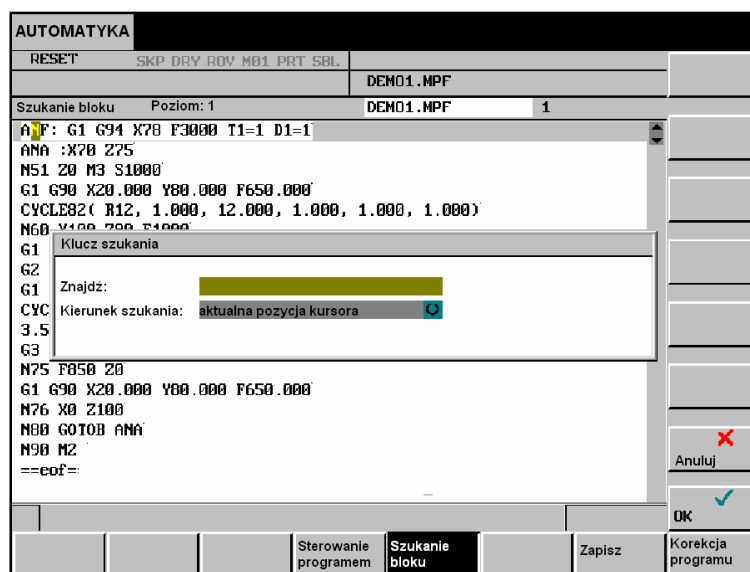 AUTOMATYKA
RESET SKP DRY ROV M01 PRT SBL
DEMO1.MPF
Szukanie bloku Poziom: 1 DEMO1.MPF 1
ANF: G1 G94 X78 F3000 T1=1 D1=1
ANA :X70 Z75
N51 Z0 M3 S1000
G1 G90 X20.000 Y80.000 F650.000
CYCLE82( R12, 1.000, 12.000, 1.000, 1.000, 1.000)
N60 Y100 Z90 F1000
G1
Klucz szukania
G2
G1
Znajdź:
CYC
Kierunek szukania: aktualna pozycja kursora
3.5
G3
N75 F850 Z0
G1 G90 X20.000 Y80.000 F650.000
N76 X0 Z100
N80 GOTOB ANA
N90 M2
==eof=
Anuluj
OK
Sterowanie programem
Szukanie bloku
Zapisz
Korekcja programu